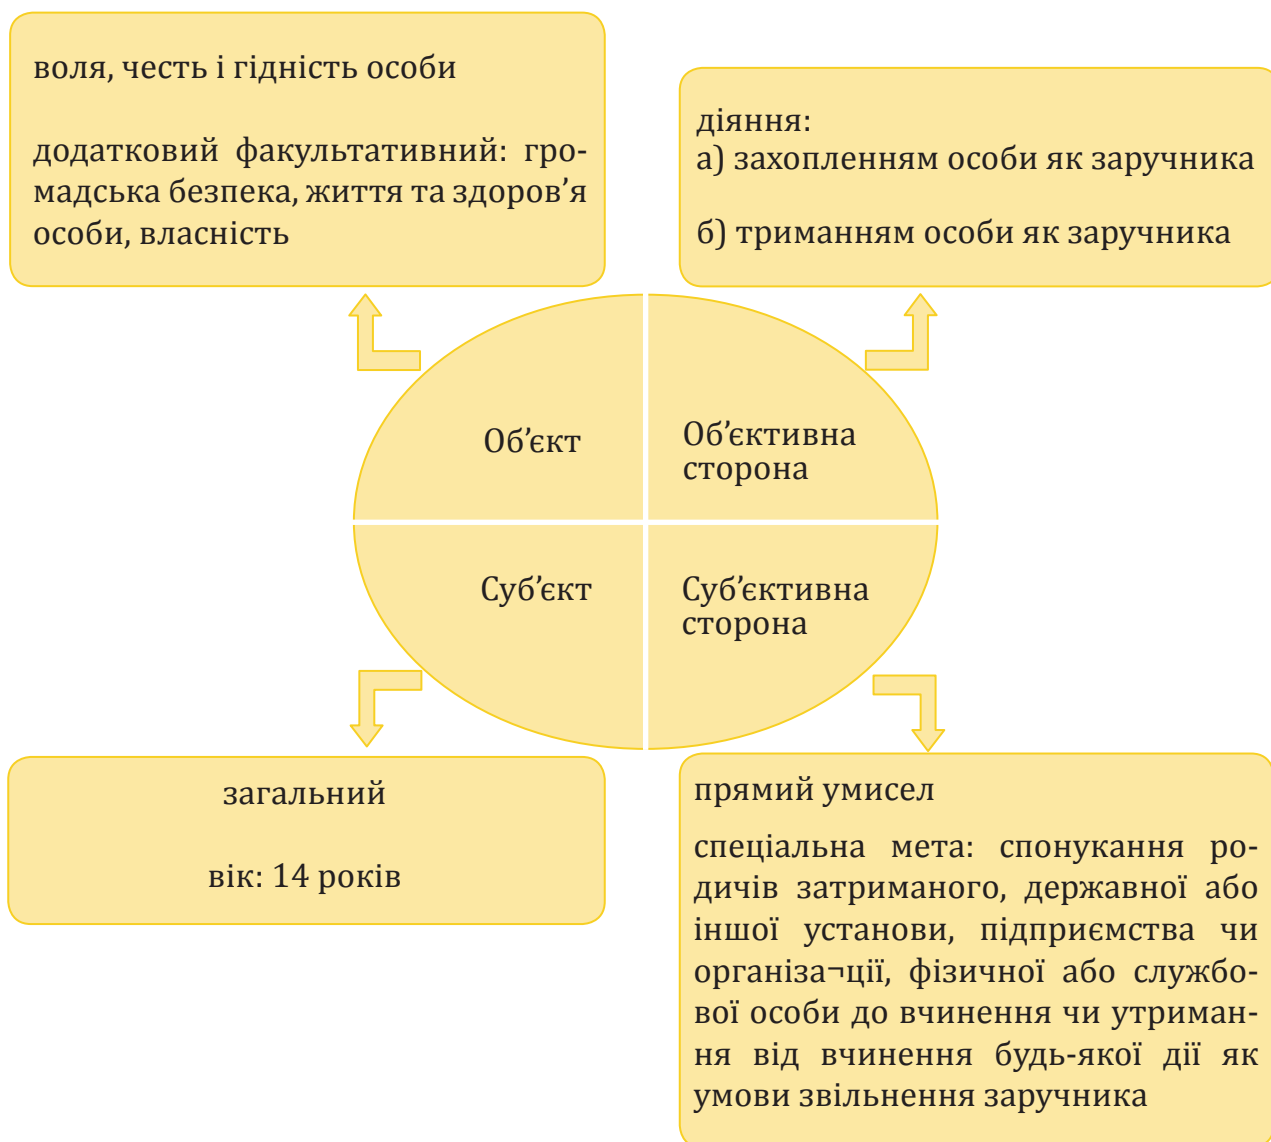 воля, честь і гідність особи
додатковий факультативний: гро-
мадська безпека, життя та здоров’я
особи, власність
діяння:
а) захопленням особи як заручника
б) триманням особи як заручника
Об’єкт
Об’єктивна
сторона
Суб’єкт
Суб’єктивна
сторона
загальний
вік: 14 років
прямий умисел
спеціальна мета: спонукання ро-
дичів затриманого, державної або
іншої установи, підприємства чи
організа¬ції, фізичної або службо-
вої особи до вчинення чи утриман-
ня від вчинення будь-якої дії як
умови звільнення заручника